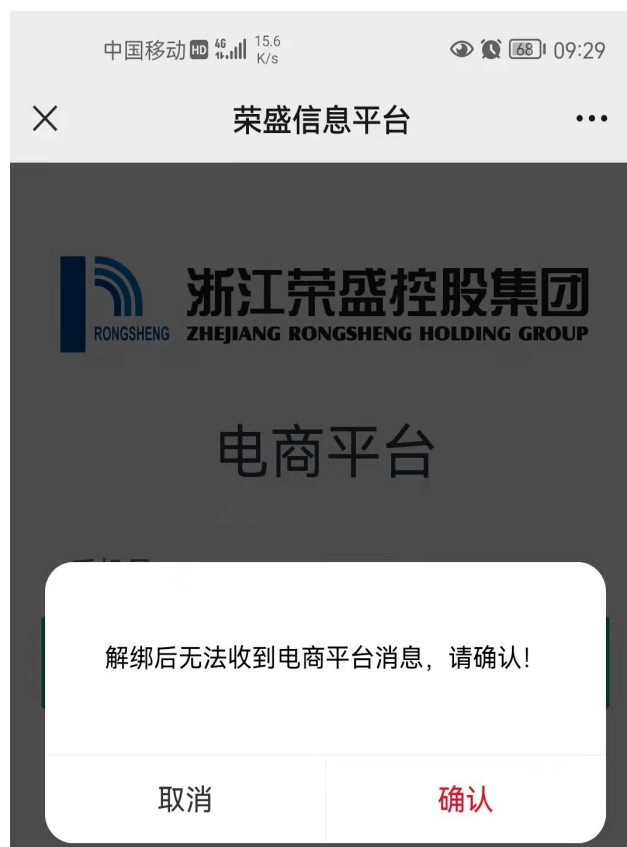 中国移动 HD 4G 15.6 K/s 68 09:29
荣盛信息平台
浙江荣盛控股集团
RONGSHENG ZHEJIANG RONGSHENG HOLDING GROUP
电商平台
解绑后无法收到电商平台消息，请确认！
取消 确认